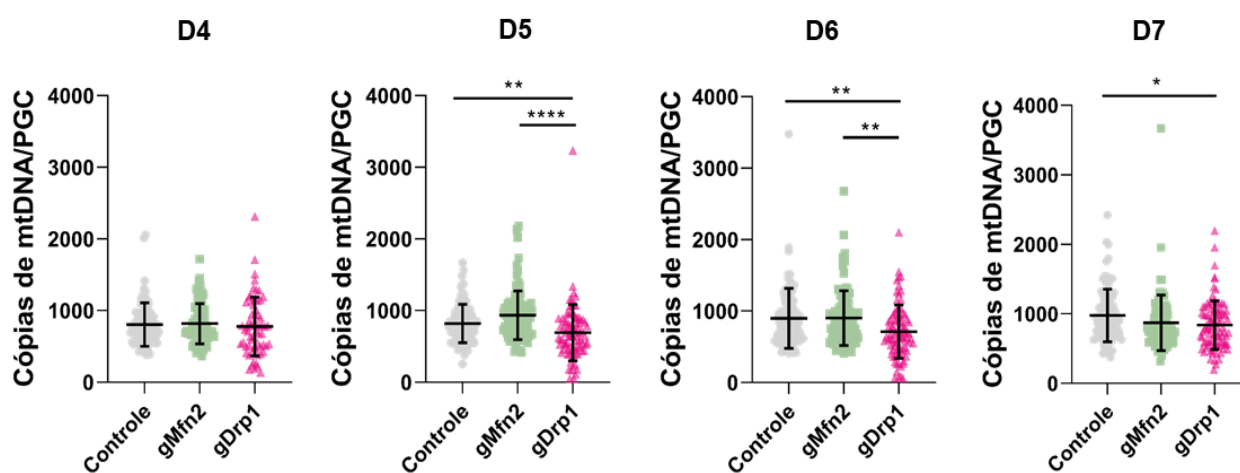 D4
Cópias de mtDNA/PGC
4000
3000
2000
1000
0
Controle
gMfn2
gDrp1
D5
Cópias de mtDNA/PGC
4000
3000
2000
1000
0
**
****
Controle
gMfn2
gDrp1
D6
Cópias de mtDNA/PGC
4000
3000
2000
1000
0
**
**
Controle
gMfn2
gDrp1
D7
Cópias de mtDNA/PGC
4000
3000
2000
1000
0
*
Controle
gMfn2
gDrp1